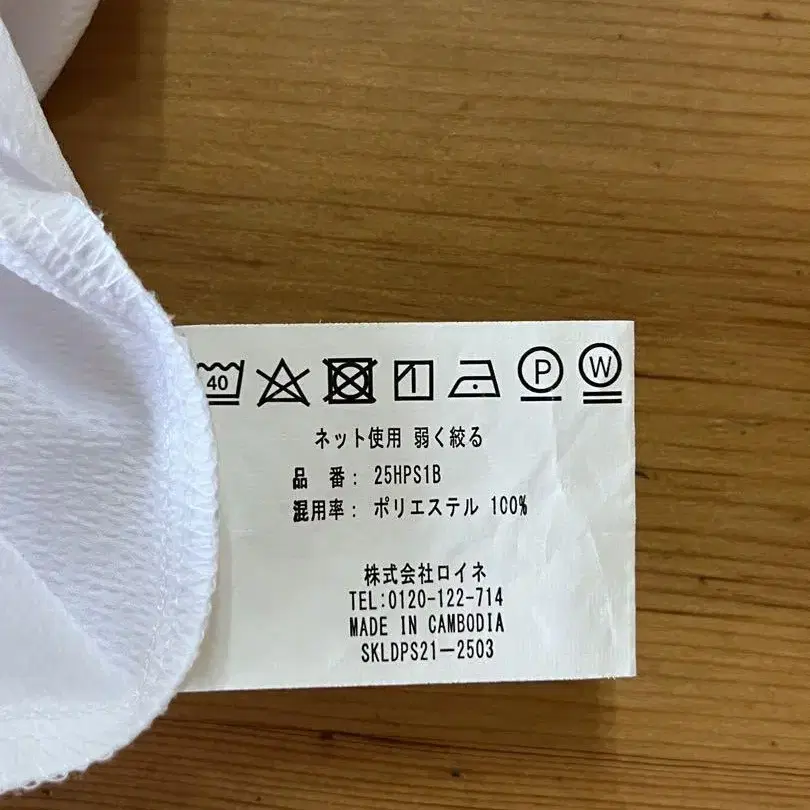 40 P W
ネット使用 弱く絞る
品 番: 25HPS1B
混用率: ポリエステル 100%
株式会社ロイネ
TEL:0120-122-714
MADE IN CAMBODIA
SKLDPS21-2503